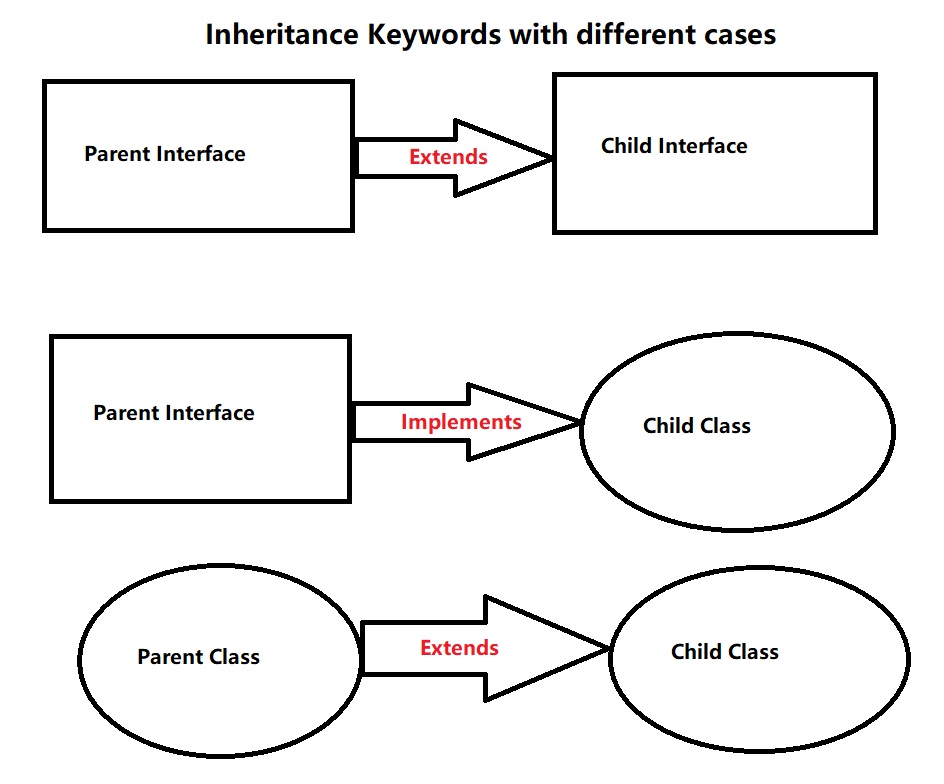 Inheritance Keywords with different cases
Parent Interface
Extends
Child Interface
Parent Interface
Implements
Child Class
Parent Class
Extends
Child Class